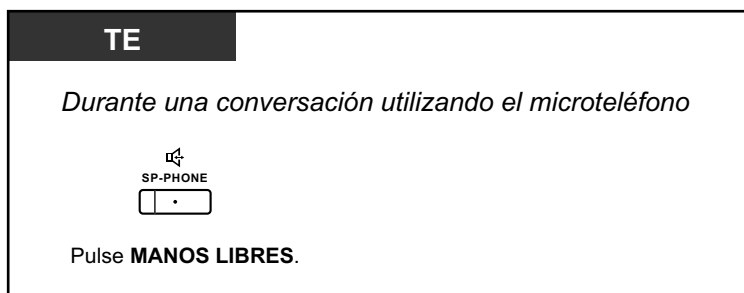 TE
Durante una conversación utilizando el microteléfono
SP-PHONE
Pulse MANOS LIBRES.